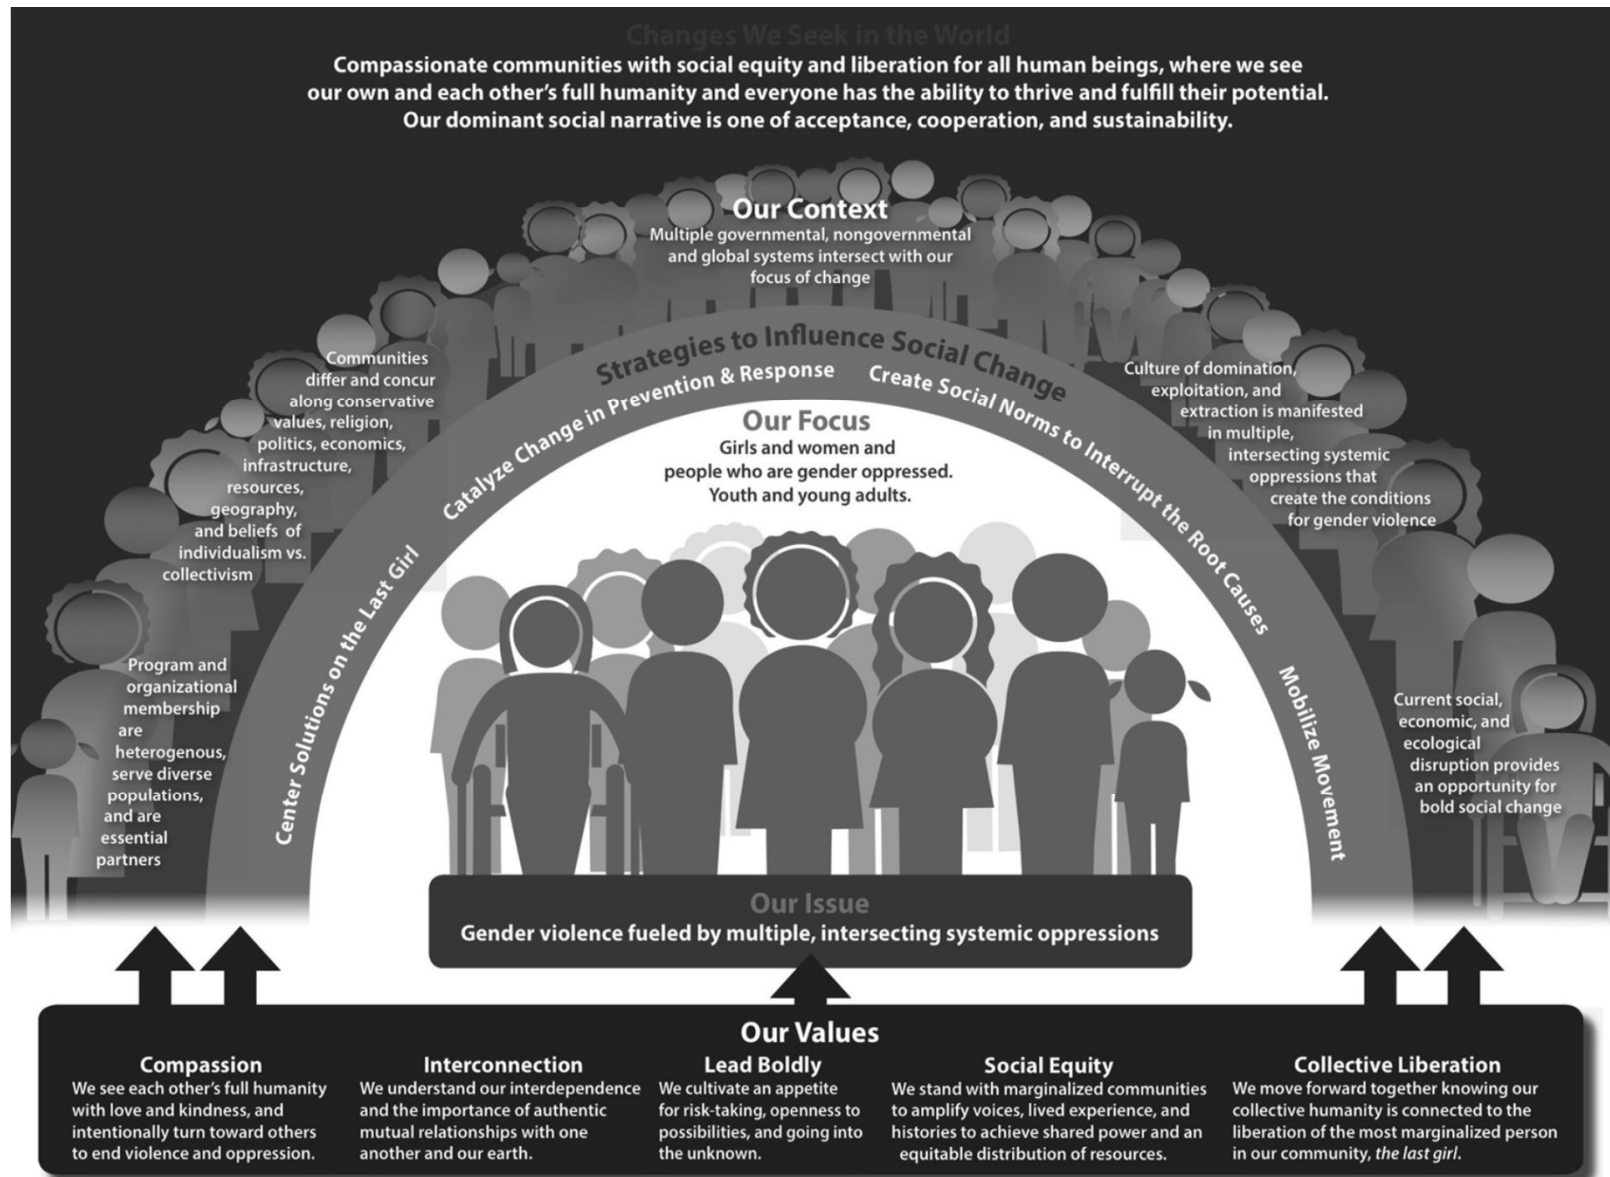 Changes We Seek in the World
Compassionate communities with social equity and liberation for all human beings, where we see
our own and each other's full humanity and everyone has the ability to thrive and fulfill their potential.
Our dominant social narrative is one of acceptance, cooperation, and sustainability.
Our Context
Multiple governmental, nongovernmental
and global systems intersect with our
focus of change
Communities
differ and concur
along conservative
values, religion,
politics, economics,
infrastructure,
resources,
geography,
and beliefs of
individualism vs.
collectivism
Program and
organizational
membership
are
heterogenous,
serve diverse
populations,
and are
essential
partners
Culture of domination,
exploitation, and
extraction is manifested
in multiple,
intersecting systemic
oppressions that
create the conditions
for gender violence
Current social,
economic, and
ecological
disruption provides
an opportunity for
bold social change
Strategies to Influence Social Change
Center Solutions on the Last Girl
Catalyze Change in Prevention & Response
Create Social Norms to Interrupt the Root Causes
Mobilize Movement
Our Focus
Girls and women and
people who are gender oppressed.
Youth and young adults.
Our Issue
Gender violence fueled by multiple, intersecting systemic oppressions
Our Values
Compassion
We see each other's full humanity
with love and kindness, and
intentionally turn toward others
to end violence and oppression.
Interconnection
We understand our interdependence
and the importance of authentic
mutual relationships with one
another and our earth.
Lead Boldly
We cultivate an appetite
for risk-taking, openness to
possibilities, and going into
the unknown.
Social Equity
We stand with marginalized communities
to amplify voices, lived experience, and
histories to achieve shared power and an
equitable distribution of resources.
Collective Liberation
We move forward together knowing our
collective humanity is connected to the
liberation of the most marginalized person
in our community, the last girl.